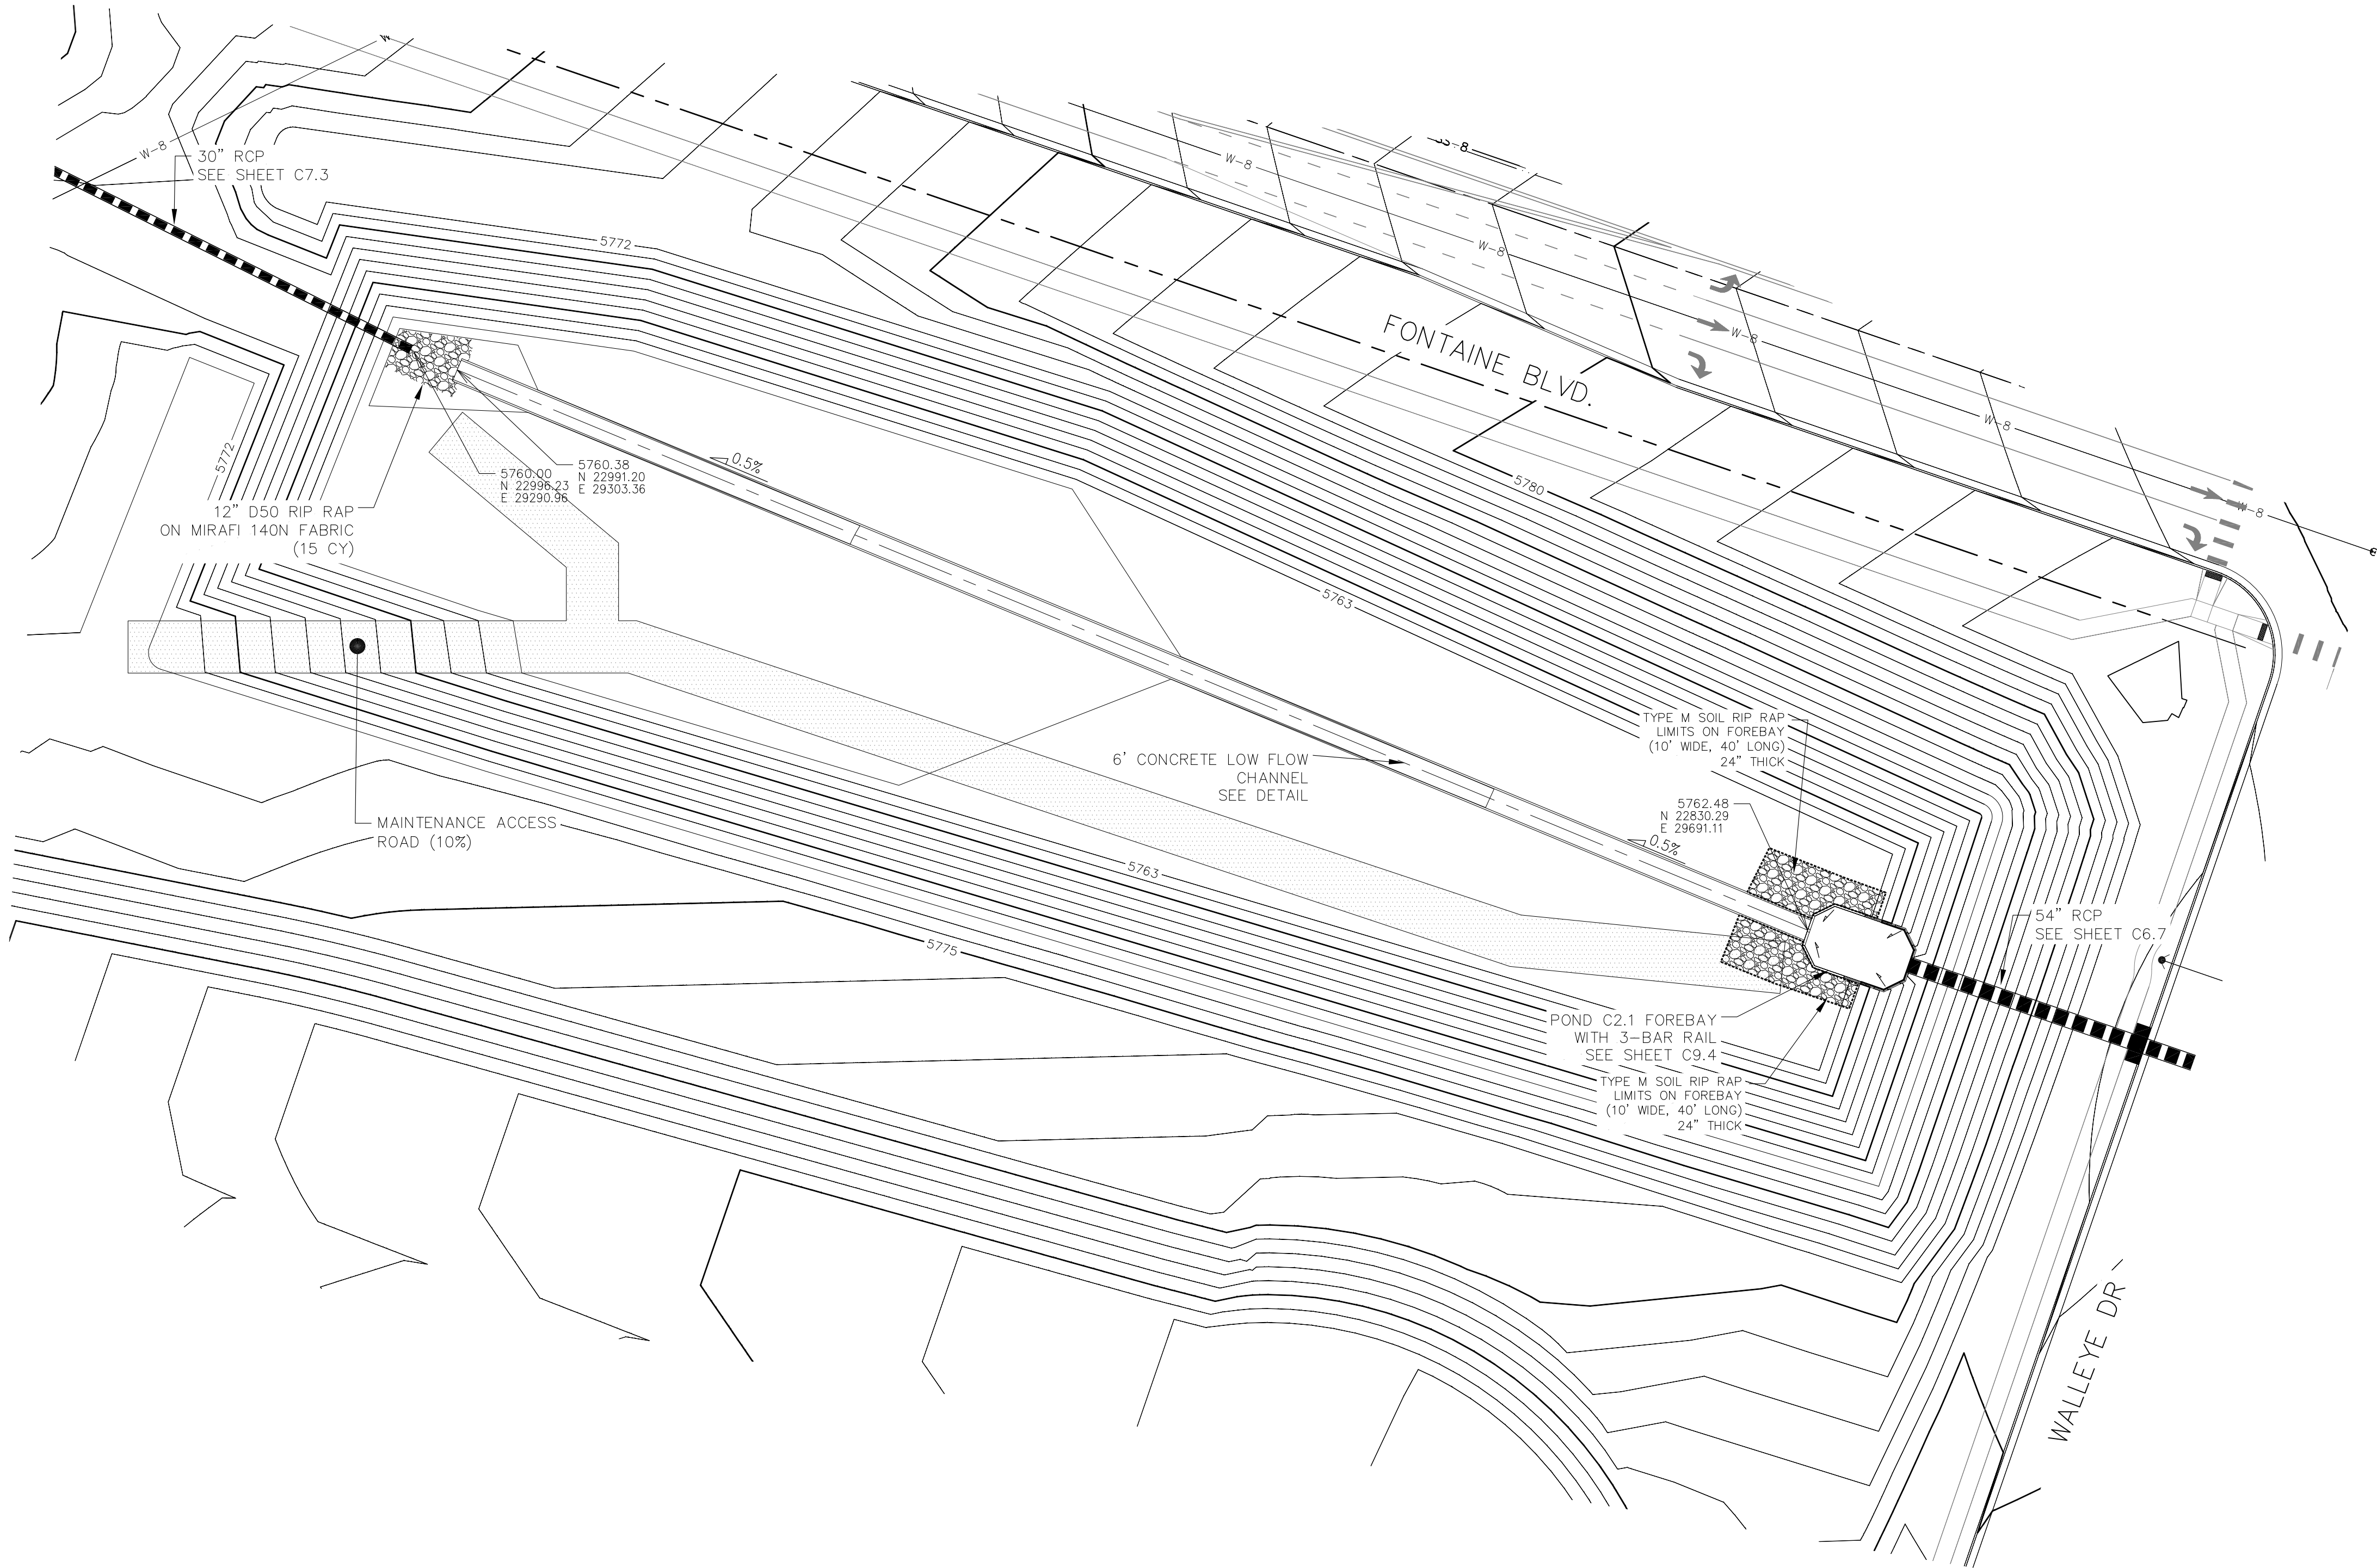 W-8
30" RCP
SEE SHEET C7.3
5772
W-8
W-8
W-8
W-8
W-8
FONTAINE BLVD.
5772
0.5%
5760.00
N 22996.23
E 29290.96
5760.38
N 22991.20
E 29303.36
12" D50 RIP RAP
ON MIRAFI 140N FABRIC
(15 CY)
5780
5763
TYPE M SOIL RIP RAP
LIMITS ON FOREBAY
(10' WIDE, 40' LONG)
24" THICK
6' CONCRETE LOW FLOW
CHANNEL
SEE DETAIL
5762.48
N 22830.29
E 29691.11
0.5%
MAINTENANCE ACCESS
ROAD (10%)
5763
5775
54" RCP
SEE SHEET C6.7
POND C2.1 FOREBAY
WITH 3-BAR RAIL
SEE SHEET C9.4
TYPE M SOIL RIP RAP
LIMITS ON FOREBAY
(10' WIDE, 40' LONG)
24" THICK
WALLEYE DR